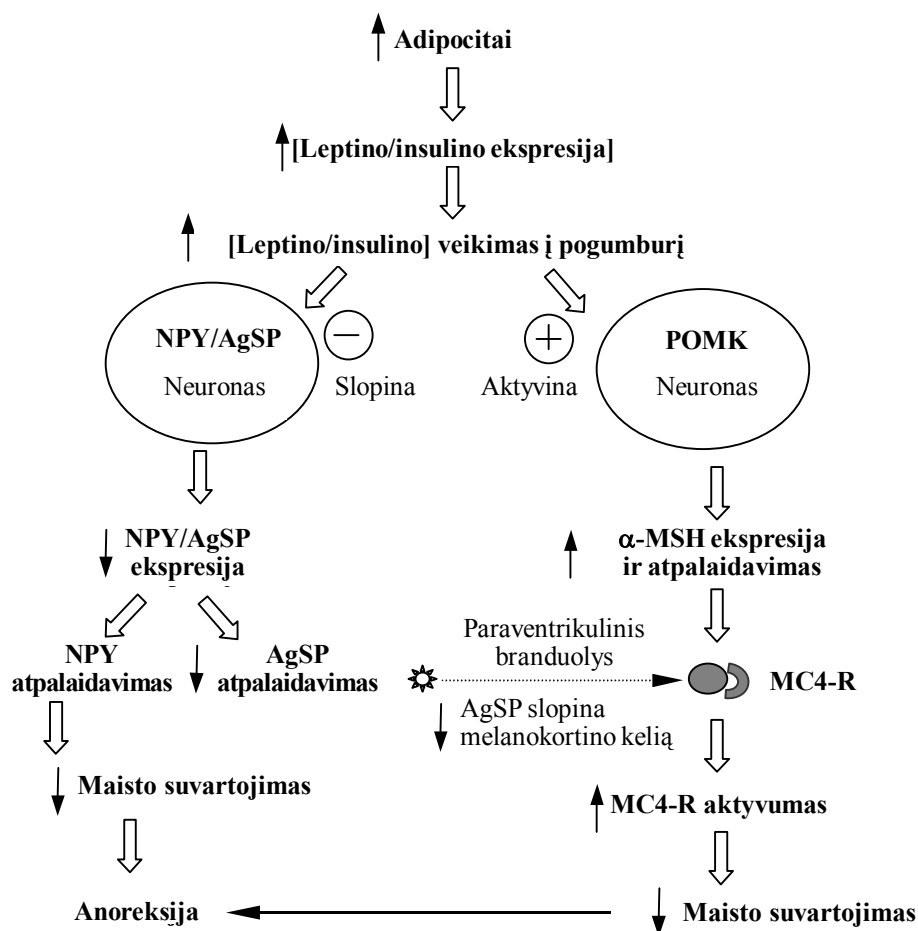 Adipocitai
[Leptino/insulino ekspresija]
[Leptino/insulino] veikimas į pogumburį
NPY/AgSP
Neuronas
−
Slopina
+
Aktyvina
POMK
Neuronas
NPY/AgSP
ekspresija
α-MSH ekspresija
ir atpalaidavimas
NPY
atpalaidavimas
AgSP
atpalaidavimas
Paraventrikulinis
branduolys
MC4-R
AgSP slopina
melanokortino kelią
Maisto suvartojimas
MC4-R aktyvumas
Anoreksija
Maisto suvartojimas